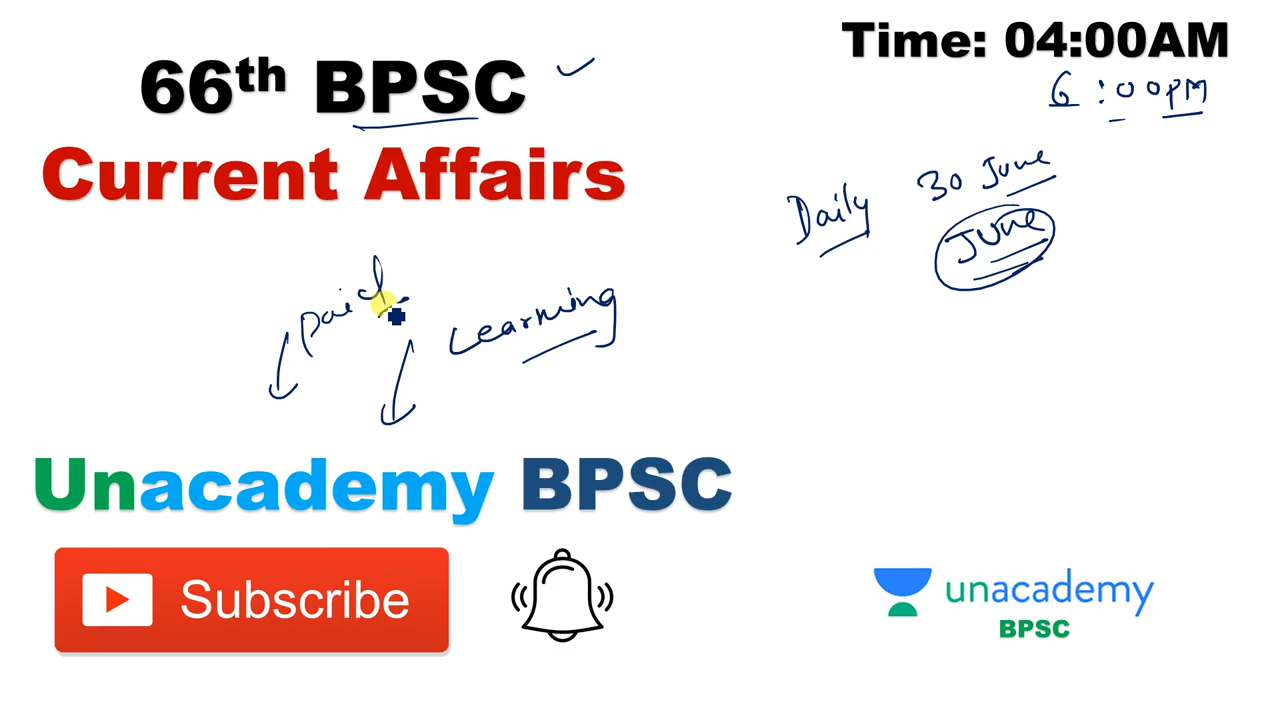 66th BPSC
Current Affairs
Time: 04:00AM
6:00PM
Daily 30 June
June
paid Learning
Unacademy BPSC
Subscribe
unacademy
BPSC